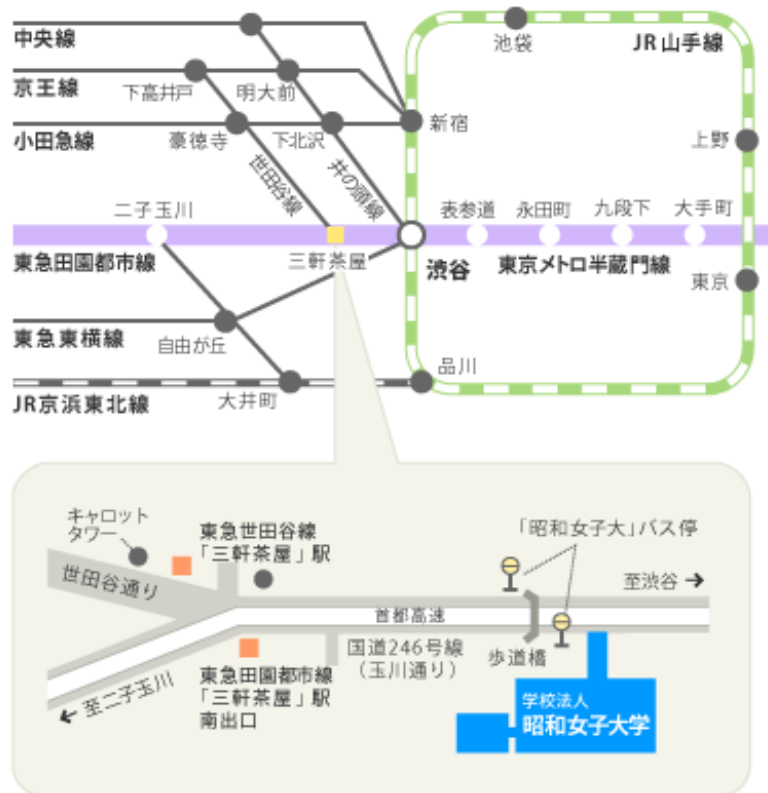 中央線
池袋
JR山手線
京王線
下高井戸
明大前
小田急線
豪徳寺
下北沢
新宿
上野
世田谷線
井の頭線
二子玉川
表参道
永田町
九段下
大手町
東急田園都市線
三軒茶屋
渋谷
東京メトロ半蔵門線
東京
東急東横線
自由が丘
品川
JR京浜東北線
大井町
キャロット
タワー
東急世田谷線
「三軒茶屋」駅
「昭和女子大」バス停
世田谷通り
至渋谷→
首都高速
国道246号線
(玉川通り)
歩道橋
←至二子玉川
東急田園都市線
「三軒茶屋」駅
南出口
学校法人
昭和女子大学